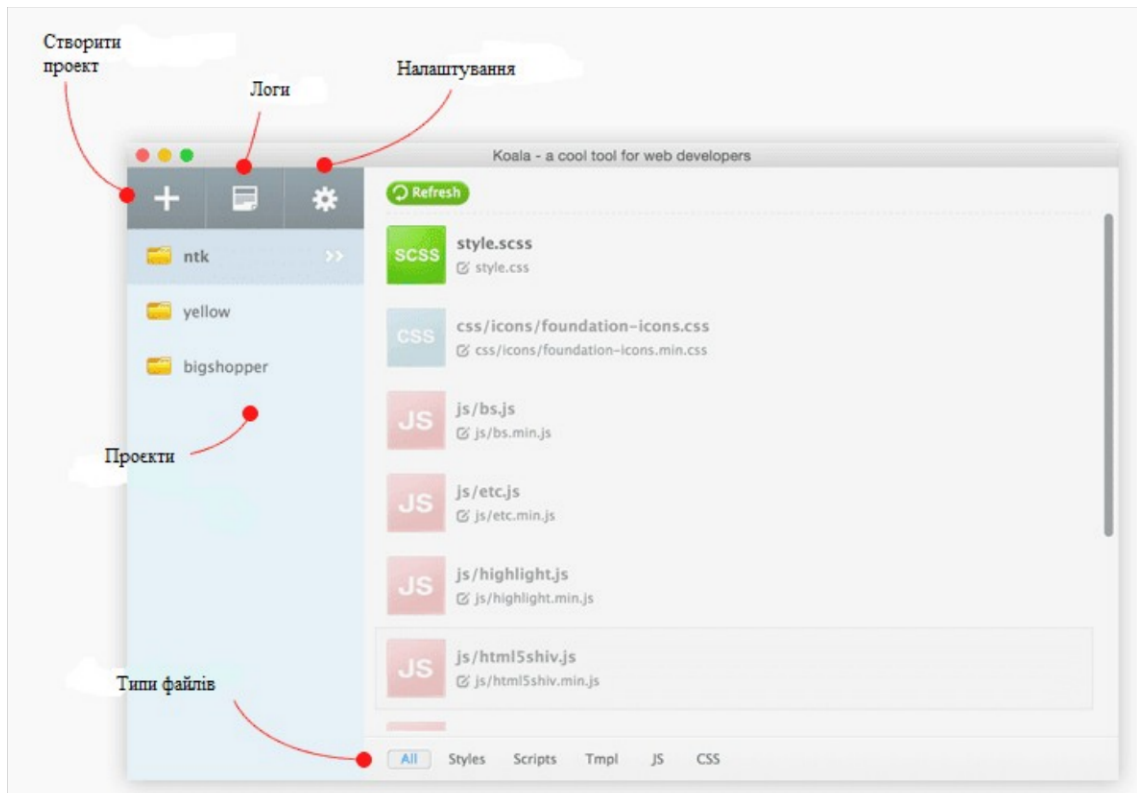 Створити
проект
Логи
Налаштування
Koala - a cool tool for web developers
Refresh
ntk
yellow
bigshopper
Проєкти
Типи файлів
SCSS
style.scss
style.css
CSS
css/icons/foundation-icons.css
css/icons/foundation-icons.min.css
JS
js/bs.js
js/bs.min.js
JS
js/etc.js
js/etc.min.js
JS
js/highlight.js
js/highlight.min.js
JS
js/html5shiv.js
js/html5shiv.min.js
All Styles Scripts Tmpl JS CSS